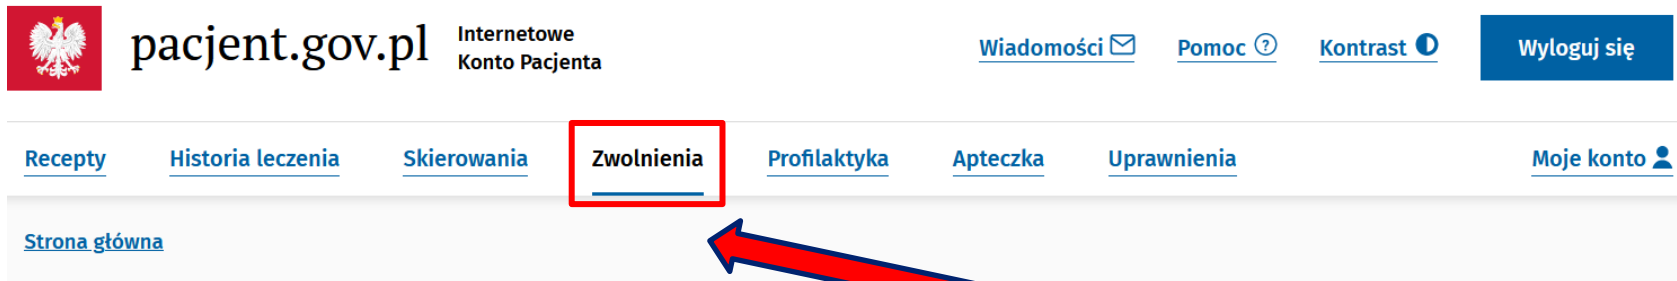 pacjent.gov.pl
Internetowe
Konto Pacjenta
Wiadomości
Pomoc
Kontrast
Wyloguj się
Recepty
Historia leczenia
Skierowania
Zwolnienia
Profilaktyka
Apteczka
Uprawnienia
Moje konto
Strona główna